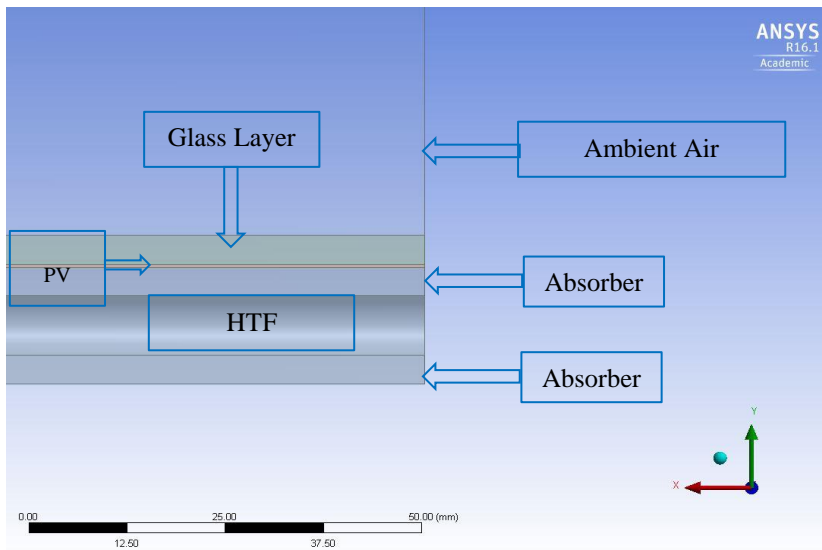 ANSYS
R16.1
Academic
Glass Layer
Ambient Air
PV
Absorber
HTF
Absorber
Y
X
0.00 25.00 50.00 (mm)
12.50 37.50